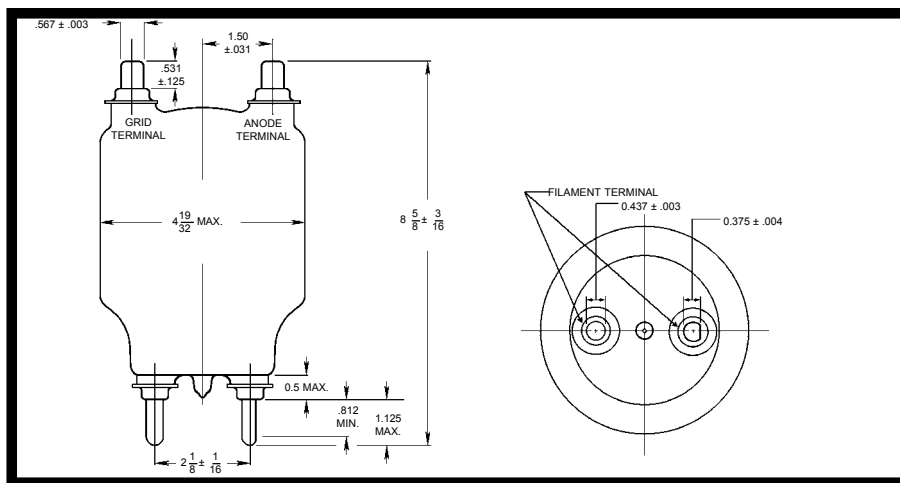 .567 ± .003
1.50
±.031
.531
±.125
GRID
TERMINAL
ANODE
TERMINAL
4 19/32 MAX.
8 5/8 ± 3/16
FILAMENT TERMINAL
0.437 ± .003
0.375 ± .004
0.5 MAX.
.812
MIN.
1.125
MAX.
2 1/8 ± 1/16